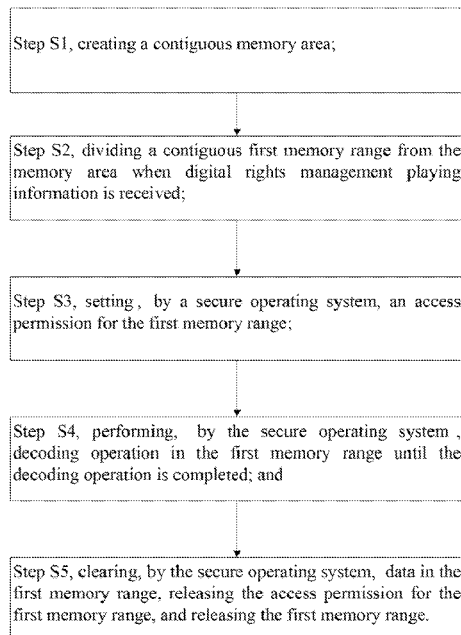 Step S1, creating a contiguous memory area;
Step S2, dividing a contiguous first memory range from the
memory area when digital rights management playing
information is received;
Step S3, setting , by a secure operating system, an access
permission for the first memory range;
Step S4, performing, by the secure operating system ,
decoding operation in the first memory range until the
decoding operation is completed; and
Step S5, clearing, by the secure operating system, data in the
first memory range, releasing the access permission for the
first memory range, and releasing the first memory range.